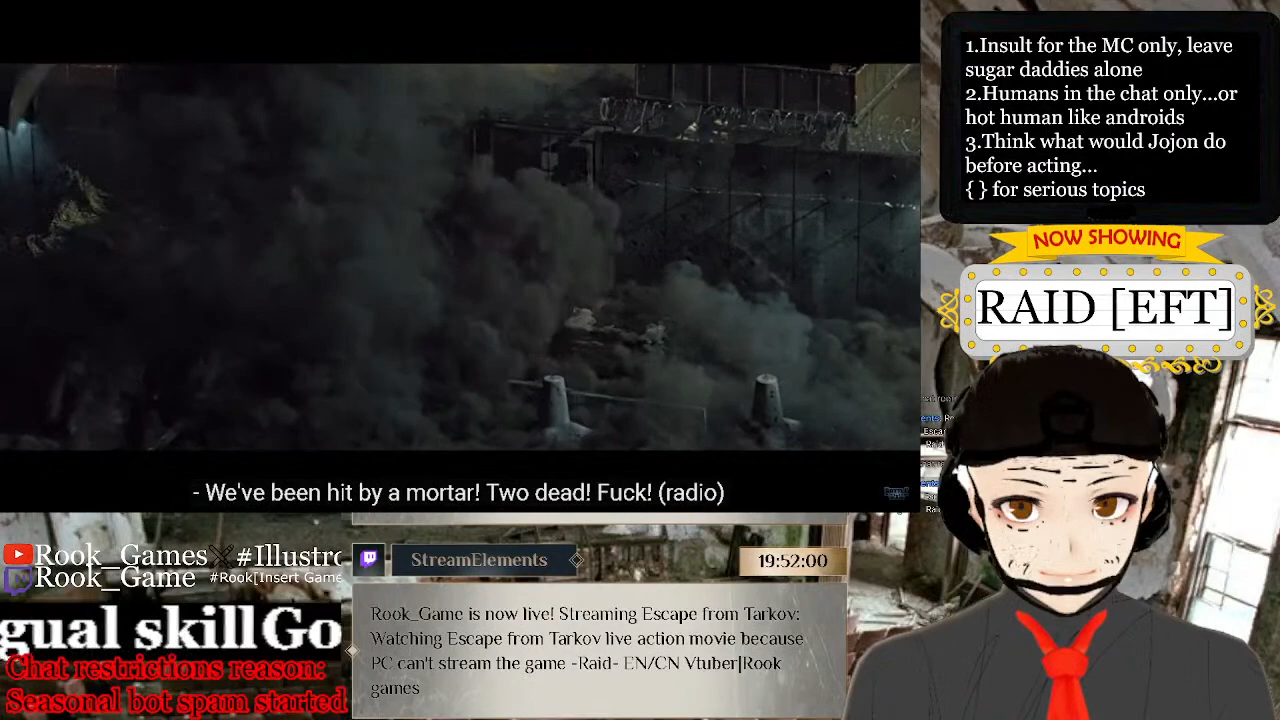 1.Insult for the MC only, leave
sugar daddies alone
2.Humans in the chat only...or
hot human like androids
3.Think what would Jojon do
before acting...
{ } for serious topics
NOW SHOWING
RAID [EFT]
- We've been hit by a mortar! Two dead! Fuck! (radio)
Rook_Games
#Illustr
Rook_Game
#Rook[Insert Game
gual skillGo
Chat restrictions reason:
Seasonal bot spam started
StreamElements
19:52:00
Rook_Game is now live! Streaming Escape from Tarkov:
Watching Escape from Tarkov live action movie because
PC can't stream the game -Raid- EN/CN Vtuber|Rook
games